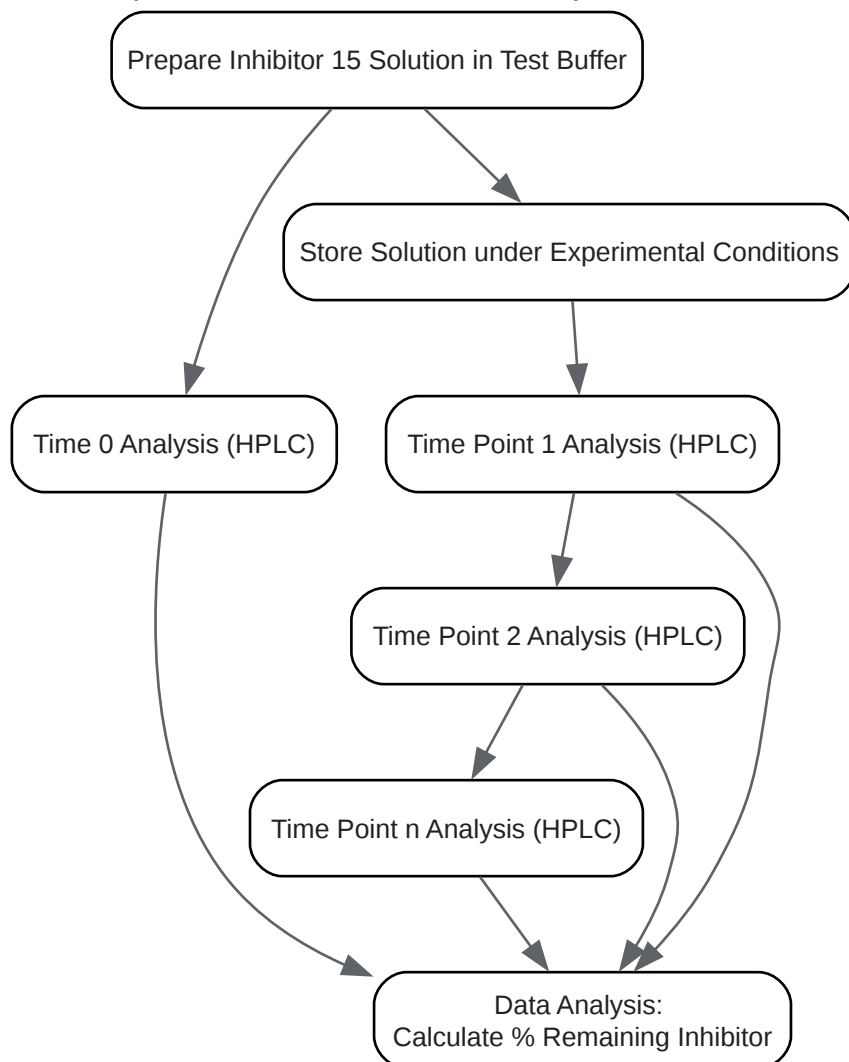 Prepare Inhibitor 15 Solution in Test Buffer
Store Solution under Experimental Conditions
Time 0 Analysis (HPLC)
Time Point 1 Analysis (HPLC)
Time Point 2 Analysis (HPLC)
Time Point n Analysis (HPLC)
Data Analysis:
Calculate % Remaining Inhibitor